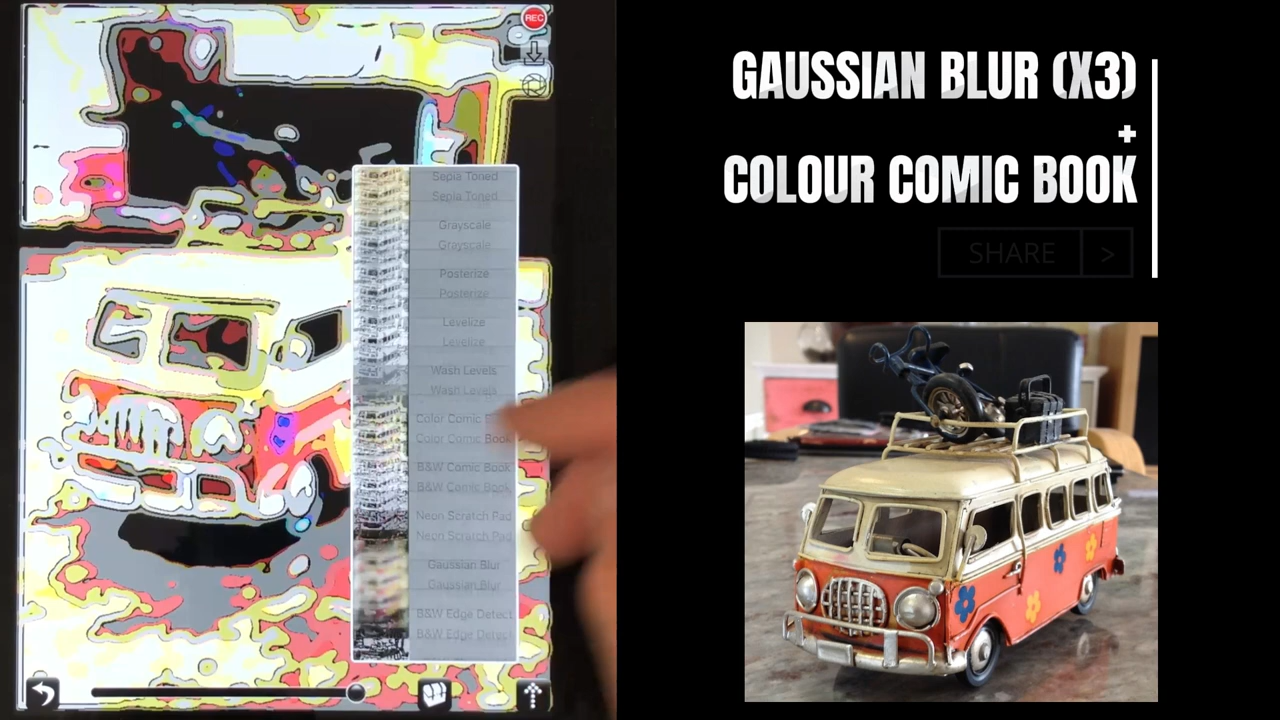 REC
Sepia Toned
Sepia Toned
Grayscale
Grayscale
Posterize
Posterize
Levelize
Levelize
Wash Levels
Wash Levels
Color Comic
Color Comic Book
B&W Comic Book
B&W Comic Book
Neon Scratch Pad
Neon Scratch Pad
Gaussian Blur
Gaussian Blur
B&W Edge Detect
B&W Edge Detect
GAUSSIAN BLUR (X3)
+
COLOUR COMIC BOOK
SHARE >